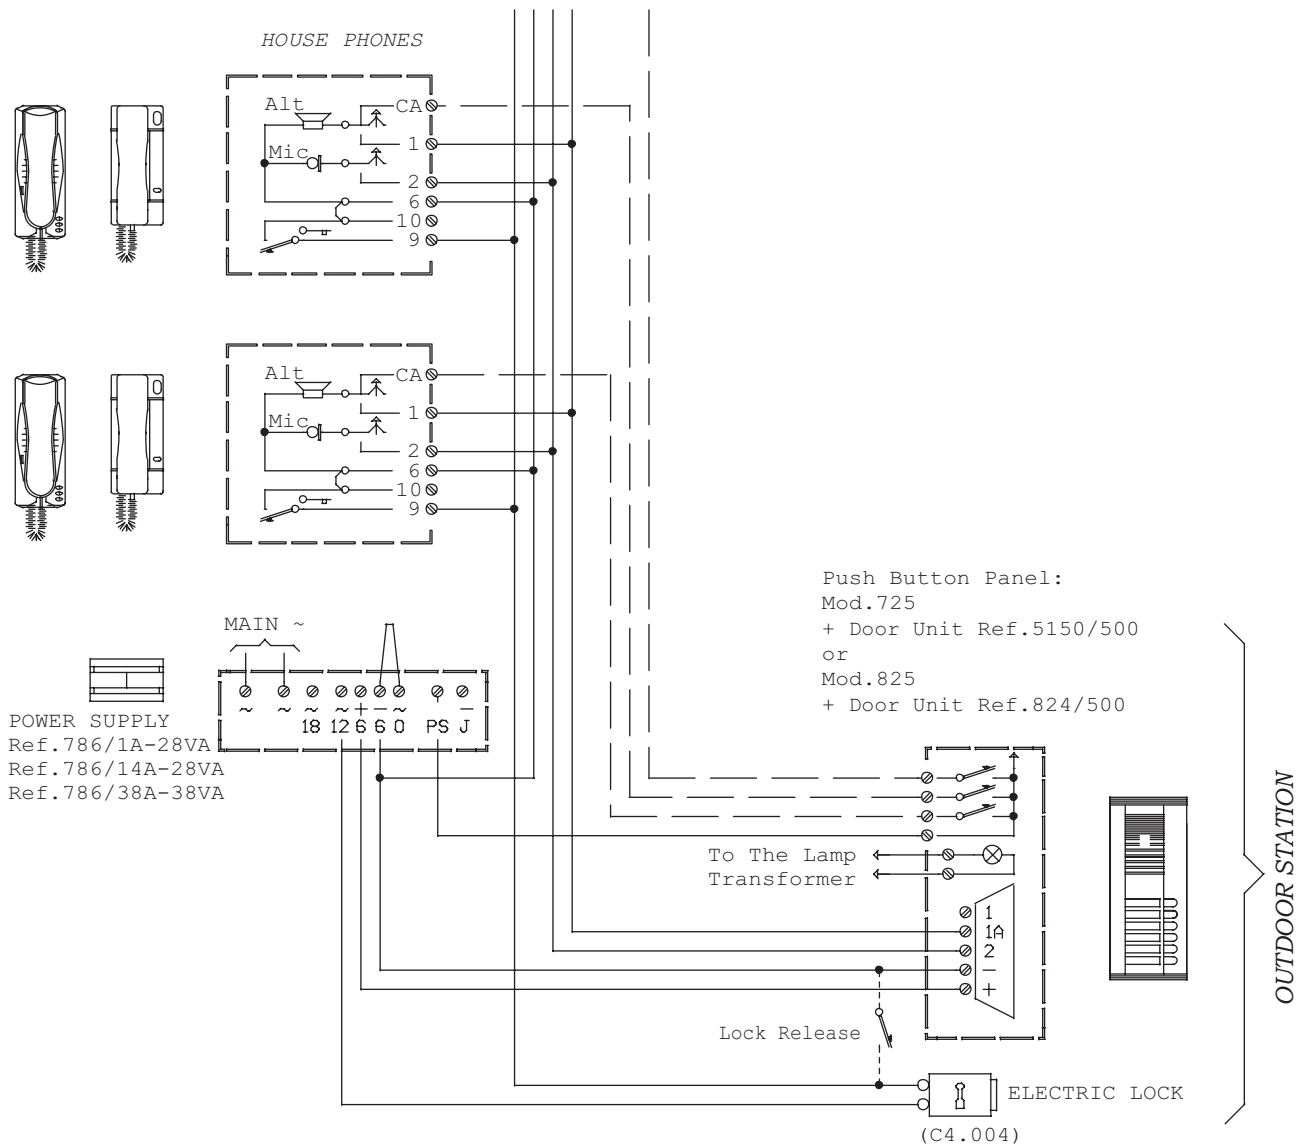 HOUSE PHONES
Alt
CA
1
Mic
2
6
10
9
Alt
CA
1
Mic
2
6
10
9
Push Button Panel:
Mod.725
+ Door Unit Ref.5150/500
or
Mod.825
+ Door Unit Ref.824/500
MAIN ~
~ ~ ~ ~ + − ~ −
18 12 6 6 0 PS J
POWER SUPPLY
Ref.786/1A-28VA
Ref.786/14A-28VA
Ref.786/38A-38VA
To The Lamp
Transformer
1
1A
2
−
+
Lock Release
ELECTRIC LOCK
(C4.004)
OUTDOOR STATION